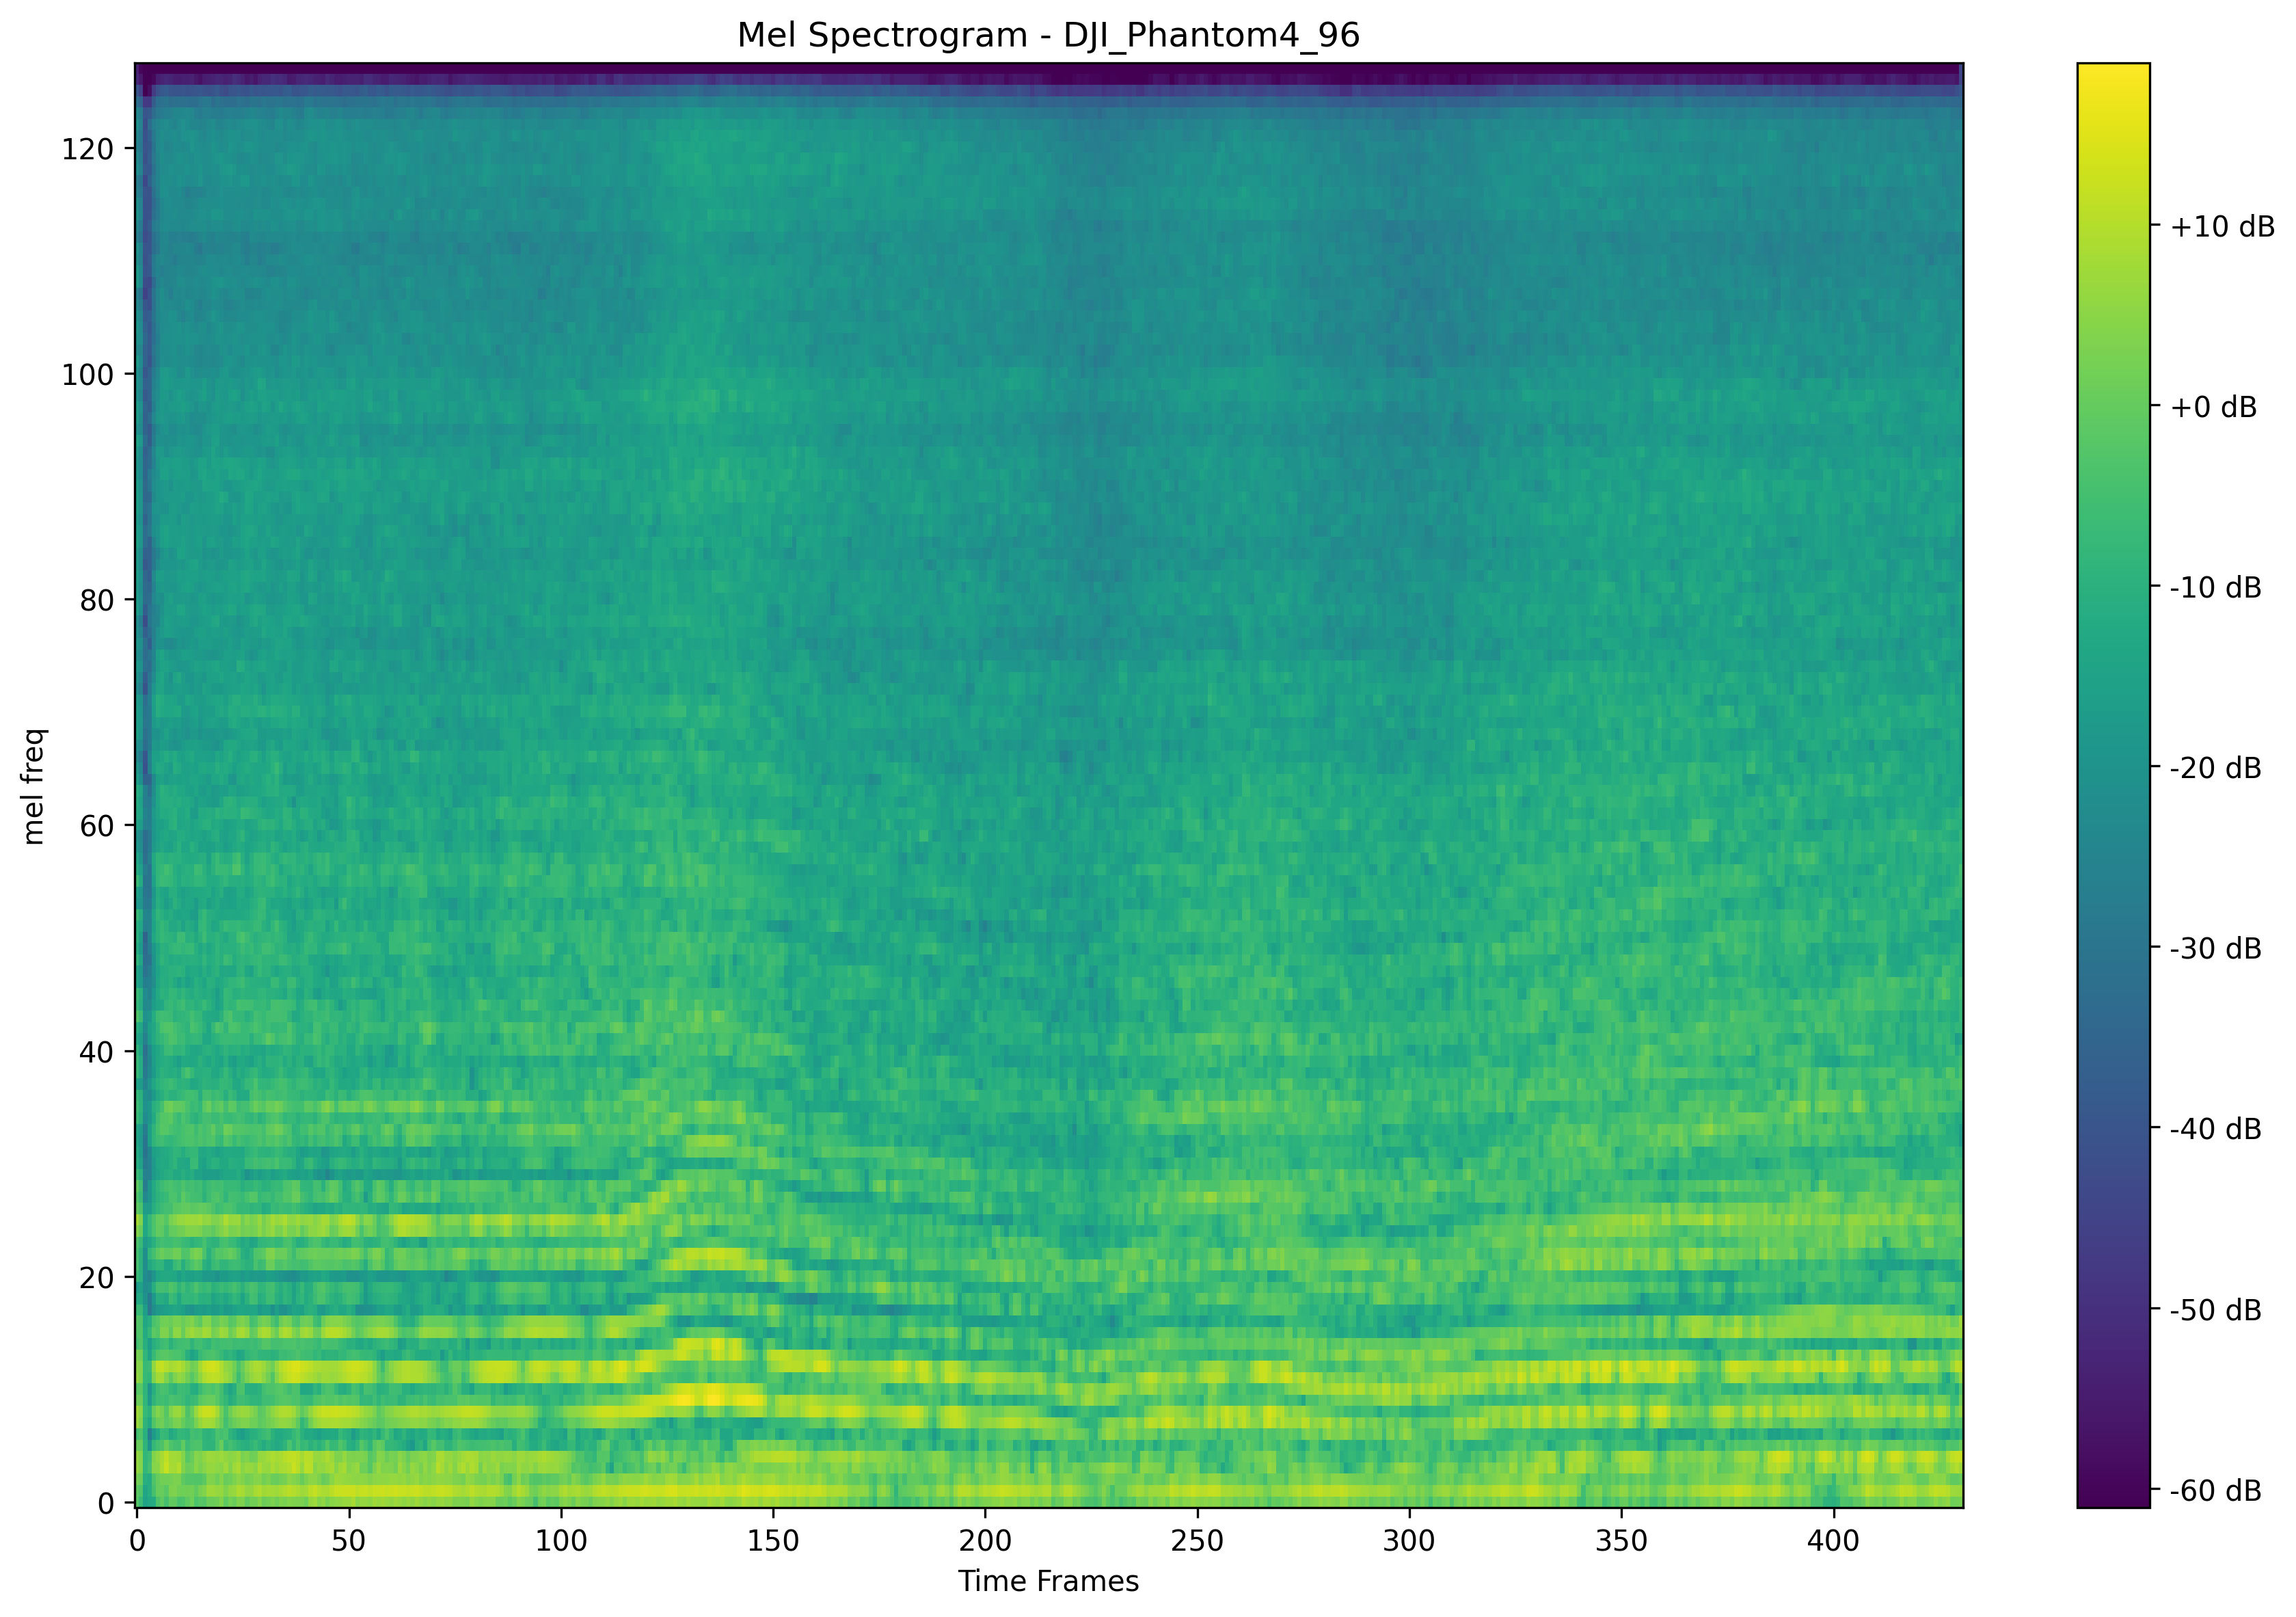 Mel Spectrogram - DJI_Phantom4_96
mel freq
120
100
80
60
40
20
0
0 50 100 150 200 250 300 350 400
Time Frames
+10 dB
+0 dB
-10 dB
-20 dB
-30 dB
-40 dB
-50 dB
-60 dB